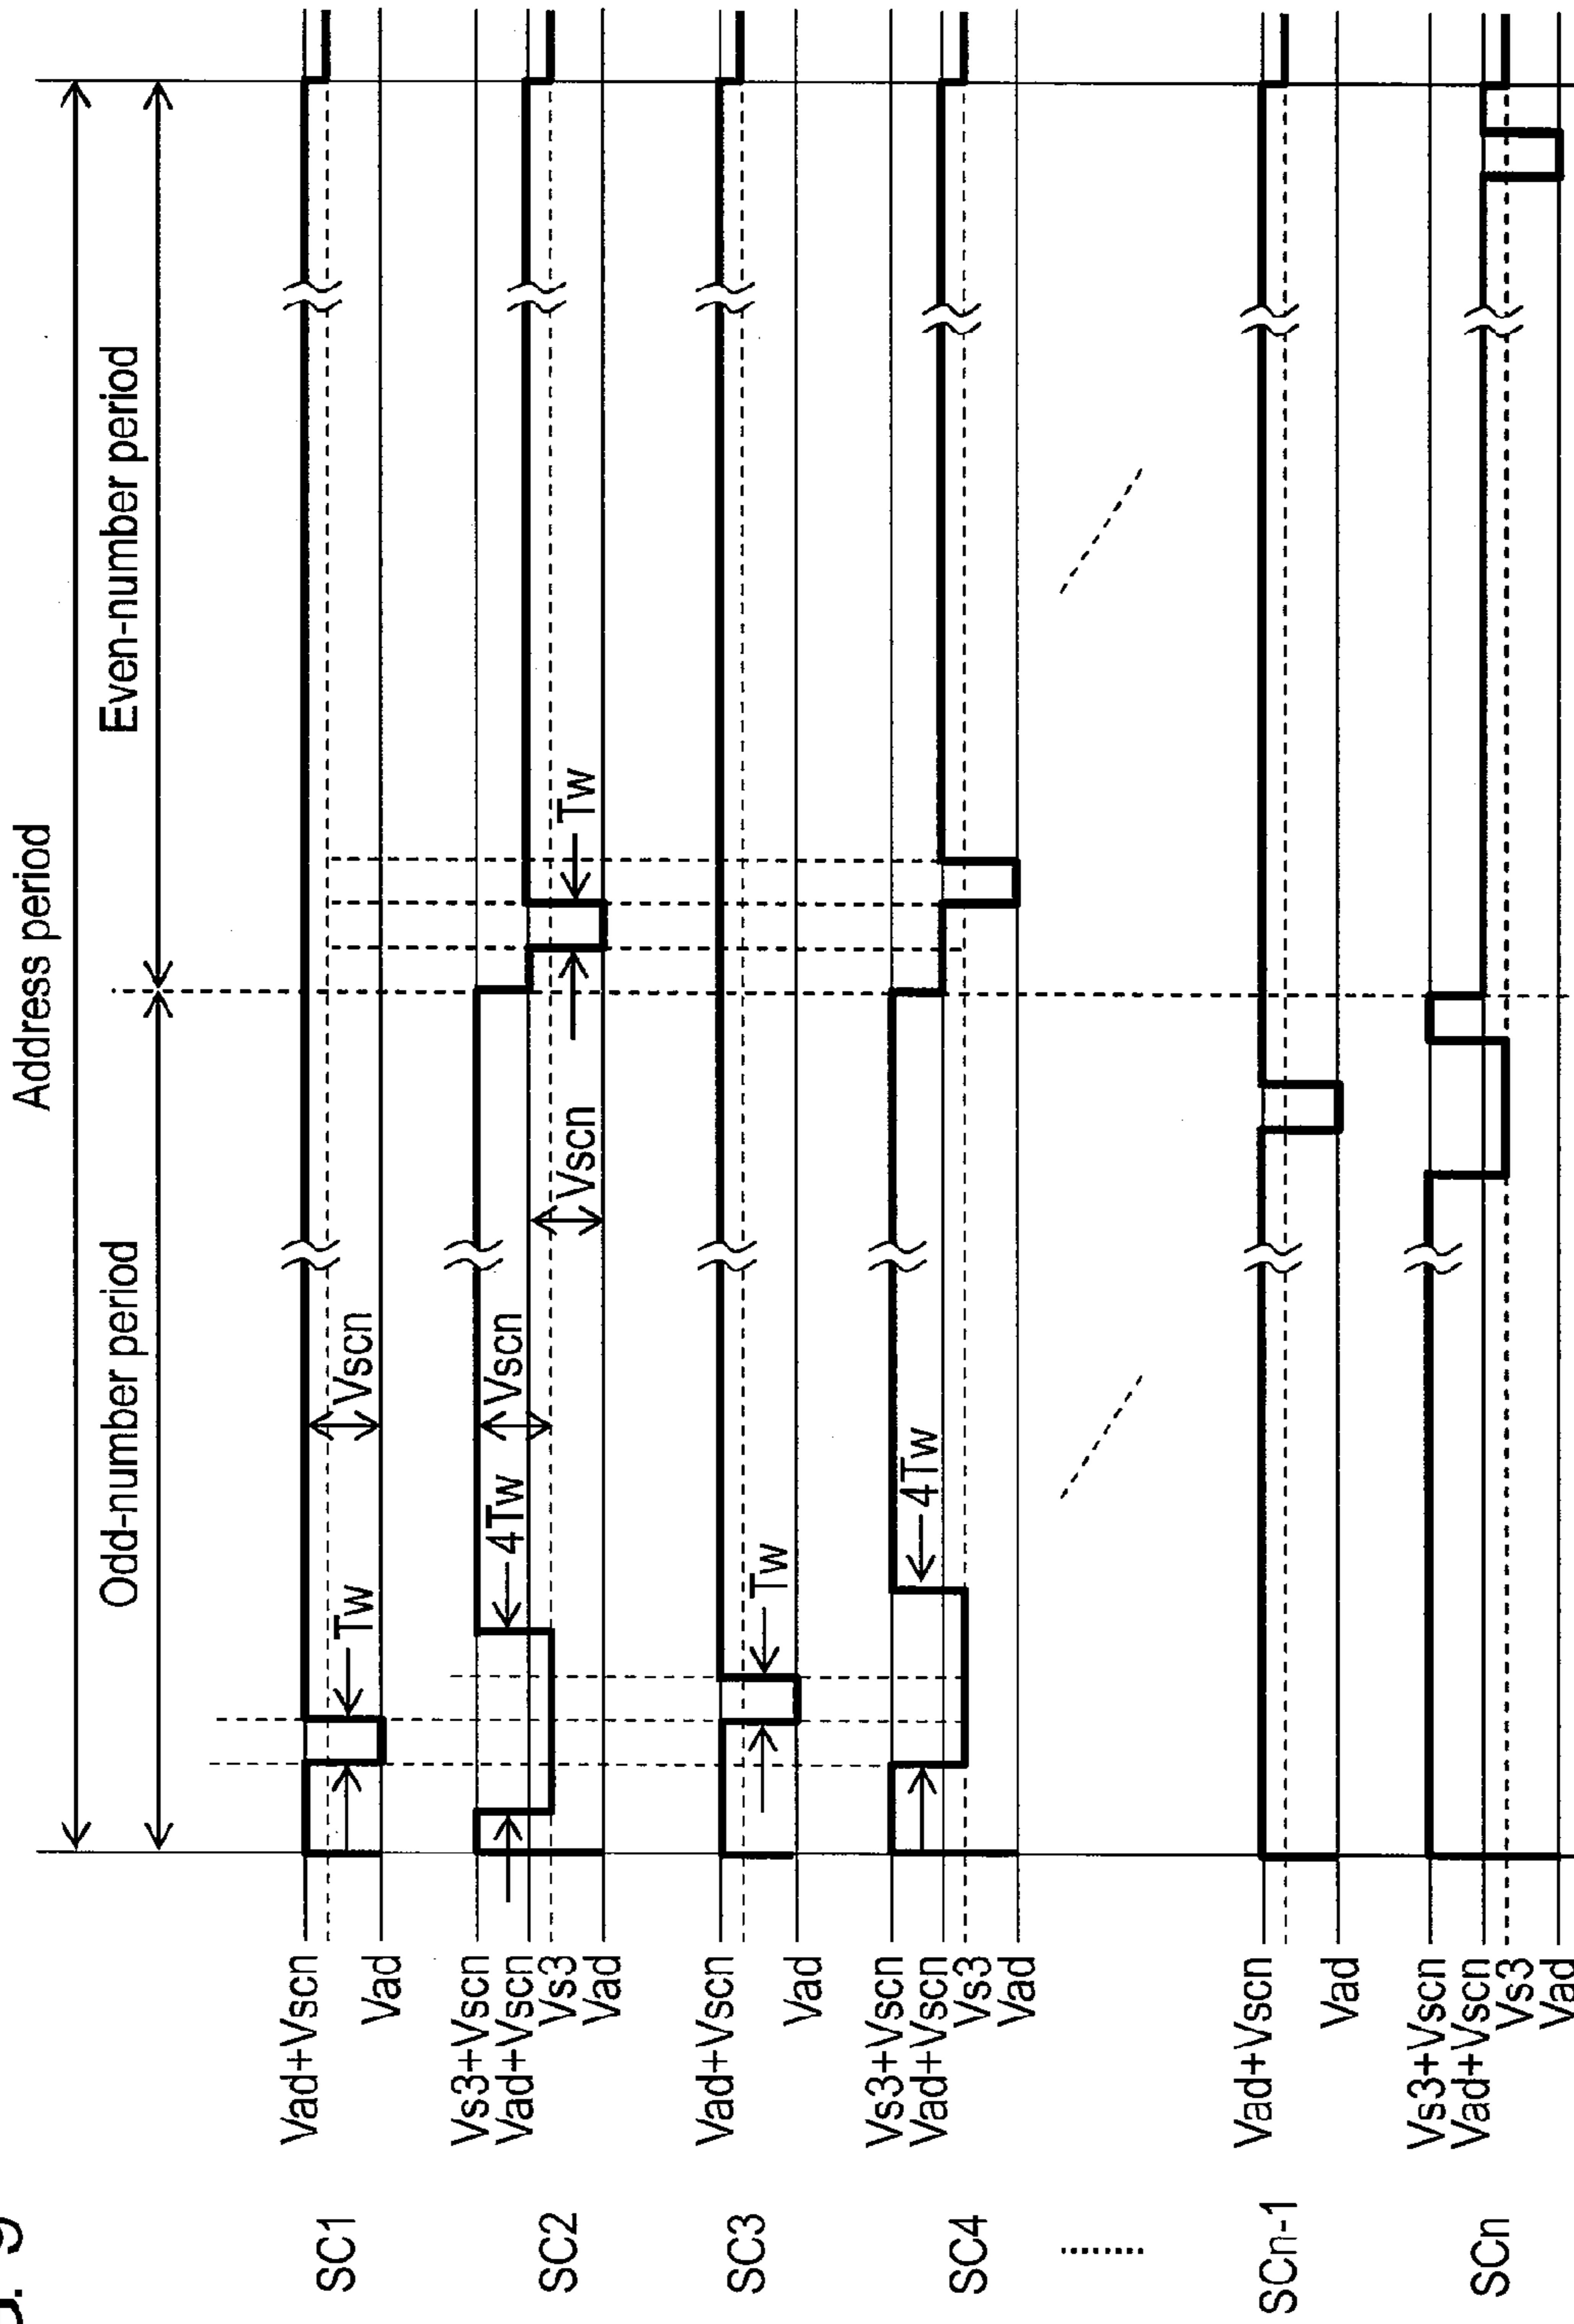 Address period
Odd-number period
Even-number period
SC1
Vad+Vscn
Vad
Tw
Vscn
SC2
Vs3+Vscn
Vad+Vscn
Vs3
Vad
4Tw
Vscn
Vscn
Tw
SC3
Vad+Vscn
Vad
Tw
SC4
Vs3+Vscn
Vad+Vscn
Vs3
Vad
4Tw
SCn-1
Vad+Vscn
Vad
SCn
Vs3+Vscn
Vad+Vscn
Vs3
Vad